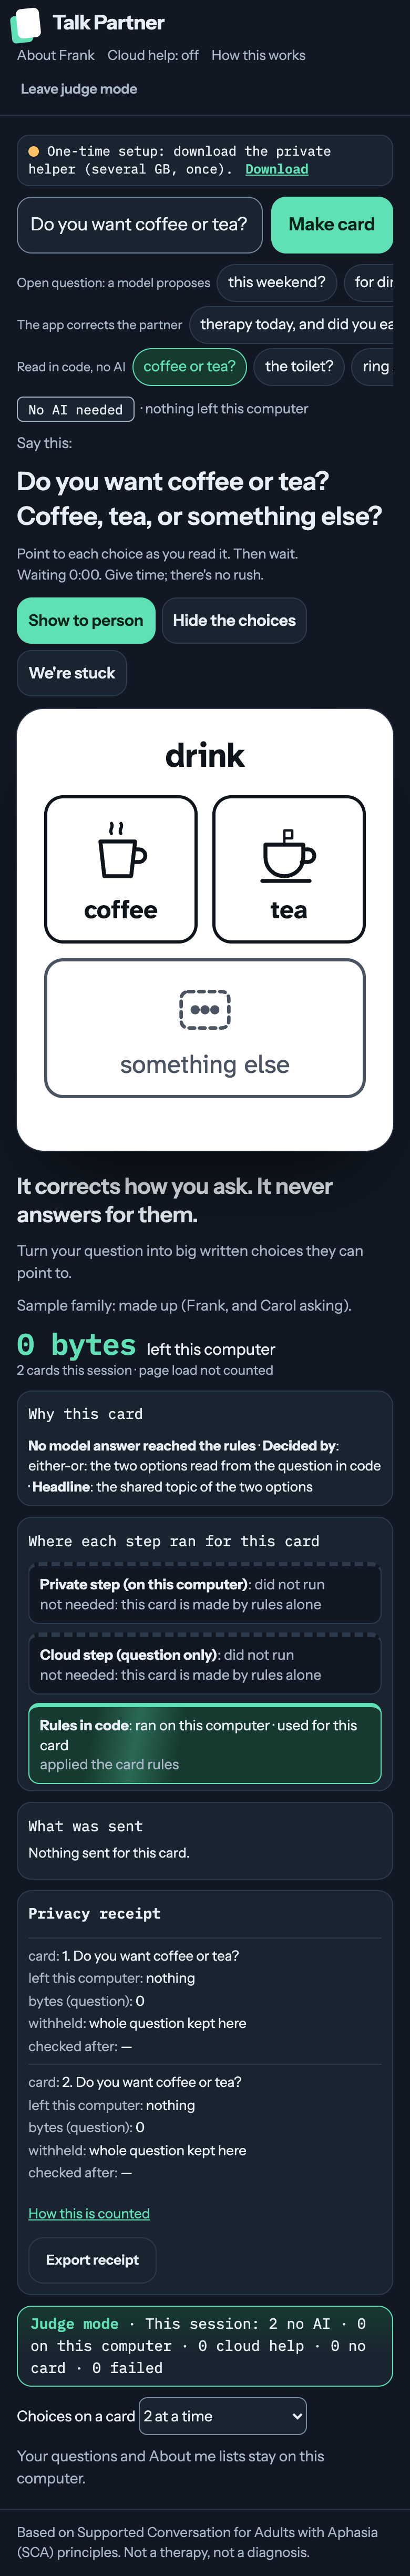 Talk Partner
About Frank Cloud help: off How this works
Leave judge mode
One-time setup: download the private
helper (several GB, once). Download
Do you want coffee or tea? Make card
Open question: a model proposes this weekend? for din
The app corrects the partner therapy today, and did you ea
Read in code, no AI coffee or tea? the toilet? ring
No AI needed · nothing left this computer
Say this:
Do you want coffee or tea?
Coffee, tea, or something else?
Point to each choice as you read it. Then wait.
Waiting 0:00. Give time; there's no rush.
Show to person Hide the choices
We're stuck
drink
coffee tea
something else
It corrects how you ask. It never
answers for them.
Turn your question into big written choices they can
point to.
Sample family: made up (Frank, and Carol asking).
0 bytes left this computer
2 cards this session · page load not counted
Why this card
No model answer reached the rules · Decided by:
either-or: the two options read from the question in code
· Headline: the shared topic of the two options
Where each step ran for this card
Private step (on this computer): did not run
not needed: this card is made by rules alone
Cloud step (question only): did not run
not needed: this card is made by rules alone
Rules in code: ran on this computer · used for this
card
applied the card rules
What was sent
Nothing sent for this card.
Privacy receipt
card: 1. Do you want coffee or tea?
left this computer: nothing
bytes (question): 0
withheld: whole question kept here
checked after: —
card: 2. Do you want coffee or tea?
left this computer: nothing
bytes (question): 0
withheld: whole question kept here
checked after: —
How this is counted
Export receipt
Judge mode · This session: 2 no AI · 0
on this computer · 0 cloud help · 0 no
card · 0 failed
Choices on a card 2 at a time
Your questions and About me lists stay on this
computer.
Based on Supported Conversation for Adults with Aphasia
(SCA) principles. Not a therapy, not a diagnosis.